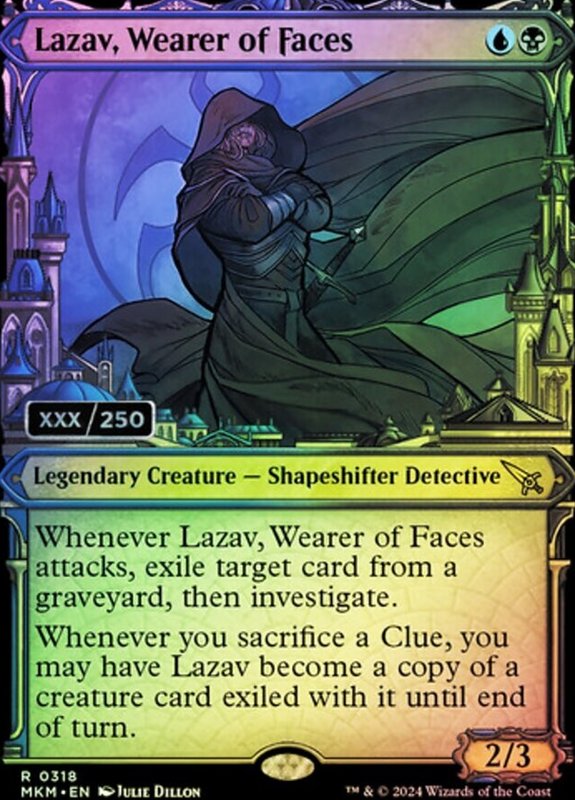 Lazav, Wearer of Faces
XXX/250
Legendary Creature — Shapeshifter Detective
Whenever Lazav, Wearer of Faces
attacks, exile target card from a
graveyard, then investigate.
Whenever you sacrifice a Clue, you
may have Lazav become a copy of a
creature card exiled with it until end
of turn.
2/3
R 0318
MKM • EN JULIE DILLON
™ & © 2024 Wizards of the Coast